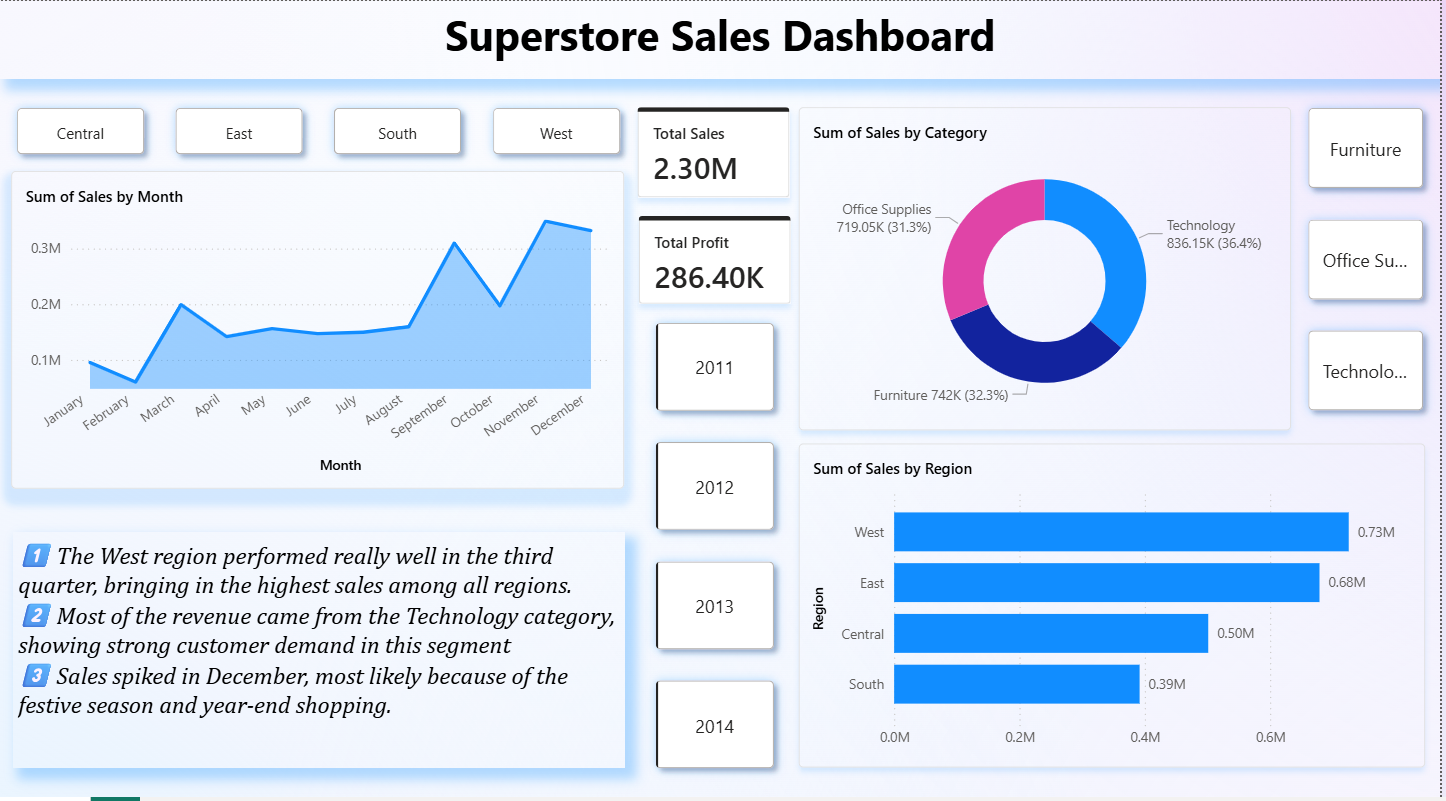 Superstore Sales Dashboard
Central
East
South
West
Sum of Sales by Month
0.3M
0.2M
0.1M
January
February
March
April
May
June
July
August
September
October
November
December
Month
1 The West region performed really well in the third
quarter, bringing in the highest sales among all regions.
2 Most of the revenue came from the Technology category,
showing strong customer demand in this segment
3 Sales spiked in December, most likely because of the
festive season and year-end shopping.
Total Sales
2.30M
Total Profit
286.40K
2011
2012
2013
2014
Sum of Sales by Category
Office Supplies
719.05K (31.3%)
Technology
836.15K (36.4%)
Furniture 742K (32.3%)
Furniture
Office Su...
Technolo...
Sum of Sales by Region
Region
West
0.73M
East
0.68M
Central
0.50M
South
0.39M
0.0M
0.2M
0.4M
0.6M